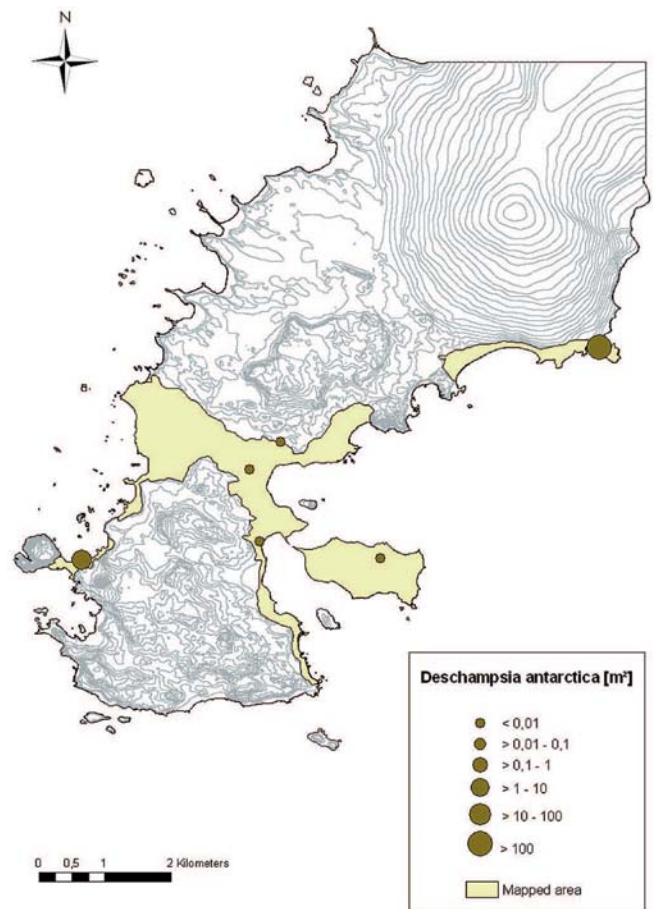 N
Deschampsia antarctica [m²]
< 0,01
> 0,01 - 0,1
> 0,1 - 1
> 1 - 10
> 10 - 100
> 100
Mapped area
0 0,5 1 2 Kilometers